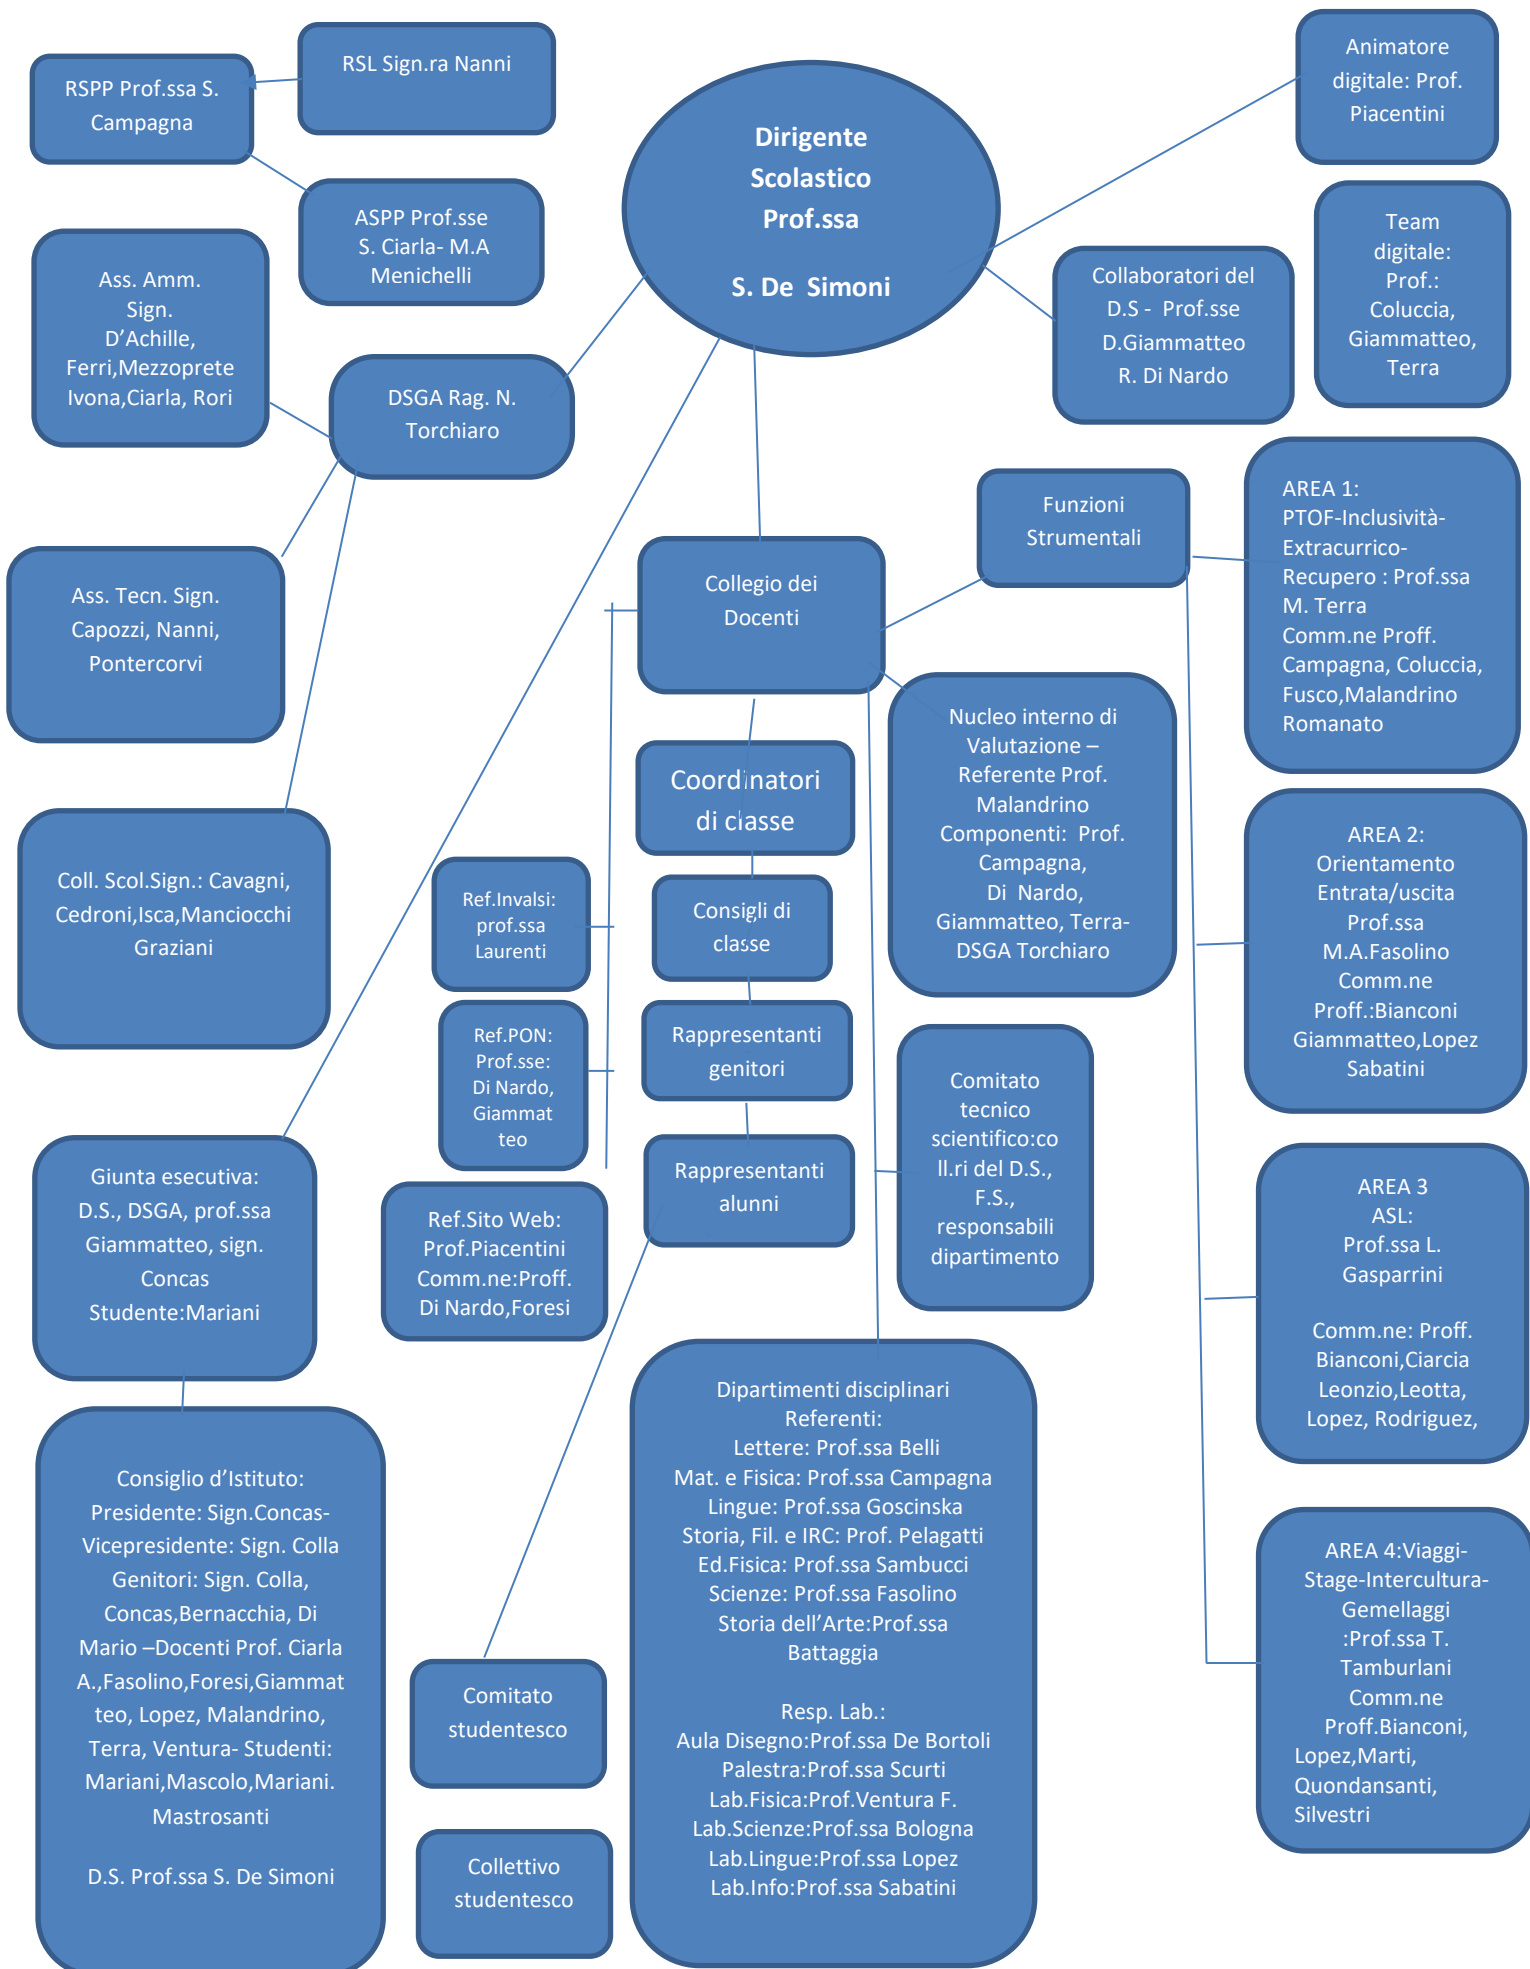 RSPP Prof.ssa S.
Campagna
RSL Sign.ra Nanni
Dirigente
Scolastico
Prof.ssa
S. De  Simoni
Animatore
digitale: Prof.
Piacentini
ASPP Prof.sse
S. Ciarla- M.A
Menichelli
Team
digitale:
Prof.:
Coluccia,
Giammatteo,
Terra
Ass. Amm.
Sign.
D’Achille,
Ferri,Mezzoprete
Ivona,Ciarla, Rori
Collaboratori del
D.S -  Prof.sse
D.Giammatteo
R. Di Nardo
DSGA Rag. N.
Torchiaro
Funzioni
Strumentali
AREA 1:
PTOF-Inclusività-
Extracurrico-
Recupero : Prof.ssa
M. Terra
Comm.ne Proff.
Campagna, Coluccia,
Fusco,Malandrino
Romanato
Ass. Tecn. Sign.
Capozzi, Nanni,
Pontercorvi
Collegio dei
Docenti
Nucleo interno di
Valutazione –
Referente Prof.
Malandrino
Componenti:  Prof.
Campagna,
Di  Nardo,
Giammatteo, Terra-
DSGA Torchiaro
Coordinatori
di classe
Coll. Scol.Sign.: Cavagni,
Cedroni,Isca,Manciocchi
Graziani
Ref.Invalsi:
prof.ssa
Laurenti
Consigli di
classe
AREA 2:
Orientamento
Entrata/uscita
Prof.ssa
M.A.Fasolino
Comm.ne
Proff.:Bianconi
Giammatteo,Lopez
Sabatini
Ref.PON:
Prof.sse:
Di Nardo,
Giammat
teo
Rappresentanti
genitori
Comitato
tecnico
scientifico:co
ll.ri del D.S.,
F.S.,
responsabili
dipartimento
Giunta esecutiva:
D.S., DSGA, prof.ssa
Giammatteo, sign.
Concas
Studente:Mariani
Ref.Sito Web:
Prof.Piacentini
Comm.ne:Proff.
Di Nardo,Foresi
Rappresentanti
alunni
AREA 3
ASL:
Prof.ssa L.
Gasparrini
Comm.ne: Proff.
Bianconi,Ciarcia
Leonzio,Leotta,
Lopez, Rodriguez,
Consiglio d’Istituto:
Presidente: Sign.Concas-
Vicepresidente: Sign. Colla
Genitori: Sign. Colla,
Concas,Bernacchia, Di
Mario –Docenti Prof. Ciarla
A.,Fasolino,Foresi,Giammat
teo, Lopez, Malandrino,
Terra, Ventura- Studenti:
Mariani,Mascolo,Mariani.
Mastrosanti
D.S. Prof.ssa S. De Simoni
Dipartimenti disciplinari
Referenti:
Lettere: Prof.ssa Belli
Mat. e Fisica: Prof.ssa Campagna
Lingue: Prof.ssa Goscinska
Storia, Fil. e IRC: Prof. Pelagatti
Ed.Fisica: Prof.ssa Sambucci
Scienze: Prof.ssa Fasolino
Storia dell’Arte:Prof.ssa
Battaggia
Resp. Lab.:
Aula Disegno:Prof.ssa De Bortoli
Palestra:Prof.ssa Scurti
Lab.Fisica:Prof.Ventura F.
Lab.Scienze:Prof.ssa Bologna
Lab.Lingue:Prof.ssa Lopez
Lab.Info:Prof.ssa Sabatini
AREA 4:Viaggi-
Stage-Intercultura-
Gemellaggi
:Prof.ssa T.
Tamburlani
Comm.ne
Proff.Bianconi,
Lopez,Marti,
Quondansanti,
Silvestri
Comitato
studentesco
Collettivo
studentesco